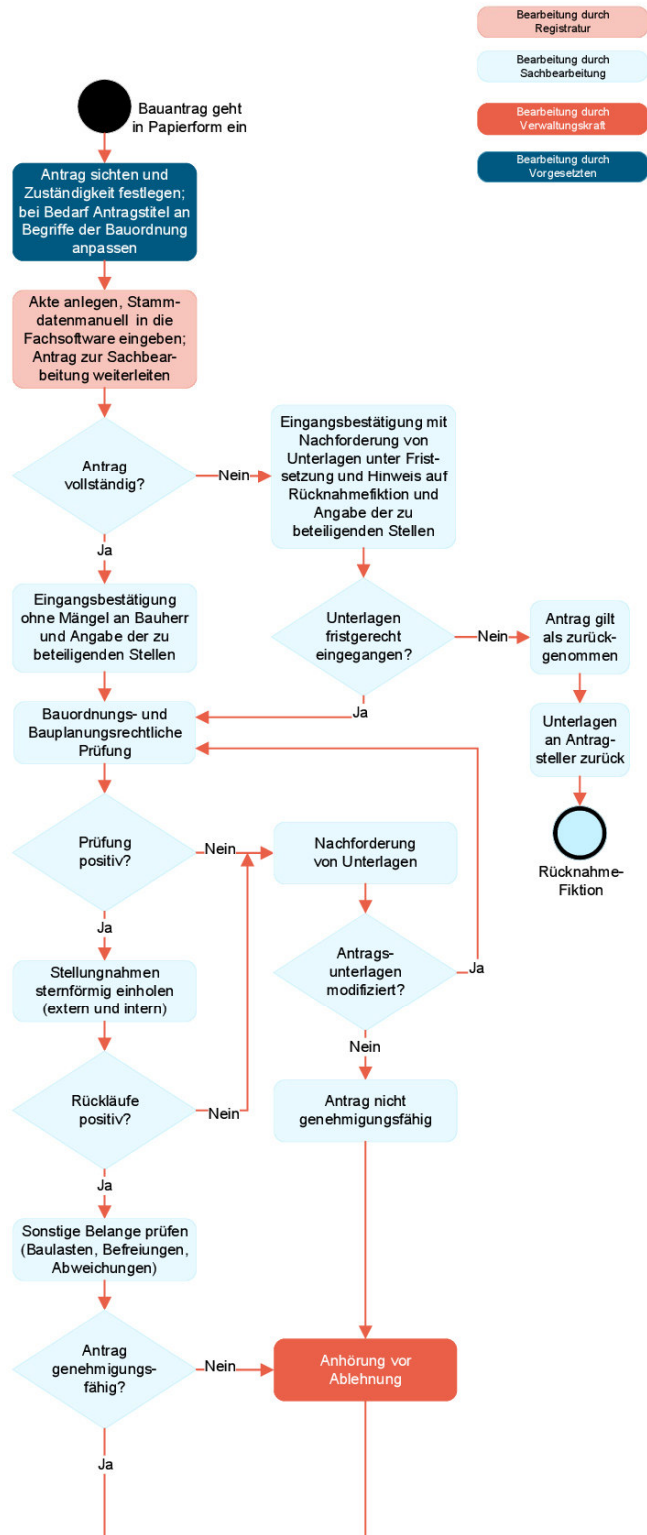 Bearbeitung durch
Registratur
Bearbeitung durch
Sachbearbeitung
Bearbeitung durch
Verwaltungskraft
Bearbeitung durch
Vorgesetzten
Bauantrag geht
in Papierform ein
Antrag sichten und
Zuständigkeit festlegen;
bei Bedarf Antragstitel an
Begriffe der Bauordnung
anpassen
Akte anlegen, Stamm-
datenmanuell in die
Fachsoftware eingeben;
Antrag zur Sachbear-
beitung weiterleiten
Antrag
vollständig?
Nein
Eingangsbestätigung mit
Nachforderung von
Unterlagen unter Frist-
setzung und Hinweis auf
Rücknahmefiktion und
Angabe der zu
beteiligenden Stellen
Ja
Eingangsbestätigung
ohne Mängel an Bauherr
und Angabe der zu
beteiligenden Stellen
Unterlagen
fristgerecht
eingegangen?
Nein
Antrag gilt
als zurück-
genommen
Ja
Unterlagen
an Antrag-
steller zurück
Rücknahme-
Fiktion
Bauordnungs- und
Bauplanungsrechtliche
Prüfung
Prüfung
positiv?
Nein
Nachforderung
von Unterlagen
Ja
Antrags-
unterlagen
modifiziert?
Ja
Stellungnahmen
sternförmig einholen
(extern und intern)
Nein
Antrag nicht
genehmigungsfähig
Rückläufe
positiv?
Nein
Ja
Sonstige Belange prüfen
(Baulasten, Befreiungen,
Abweichungen)
Antrag
genehmigungs-
fähig?
Nein
Anhörung vor
Ablehnung
Ja